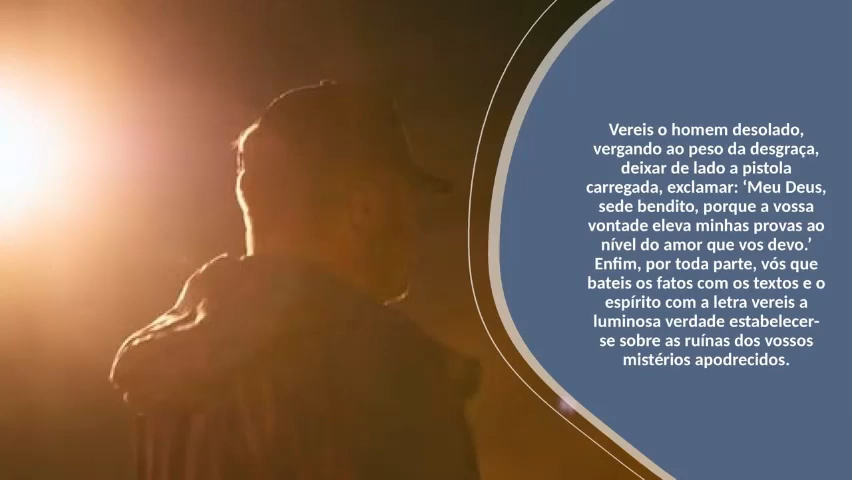 Vereis o homem desolado,
vergando ao peso da desgraça,
deixar de lado a pistola
carregada, exclamar: ‘Meu Deus,
sede bendito, porque a vossa
vontade eleva minhas provas ao
nível do amor que vos devo.’
Enfim, por toda parte, vós que
bateis os fatos com os textos e o
espírito com a letra vereis a
luminosa verdade estabelecer-
se sobre as ruínas dos vossos
mistérios apodrecidos.